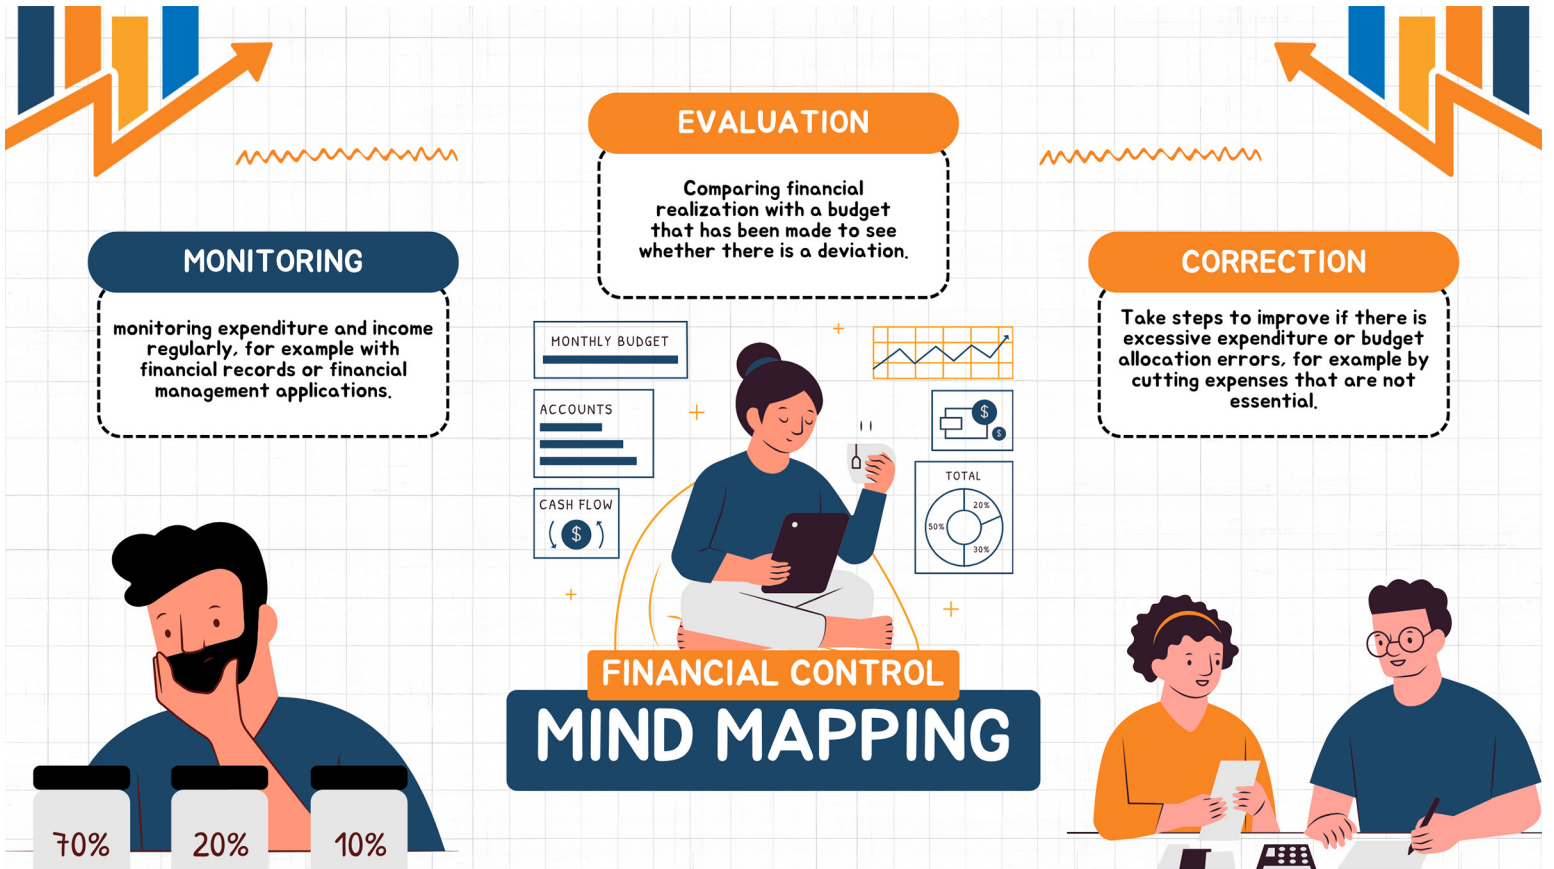 EVALUATION
Comparing financial
realization with a budget
that has been made to see
whether there is a deviation.
MONITORING
monitoring expenditure and income
regularly, for example with
financial records or financial
management applications.
CORRECTION
Take steps to improve if there is
excessive expenditure or budget
allocation errors, for example by
cutting expenses that are not
essential.
MONTHLY BUDGET
ACCOUNTS
CASH FLOW
$
$
$
TOTAL
20%
50%
30%
FINANCIAL CONTROL
MIND MAPPING
70%
20%
10%